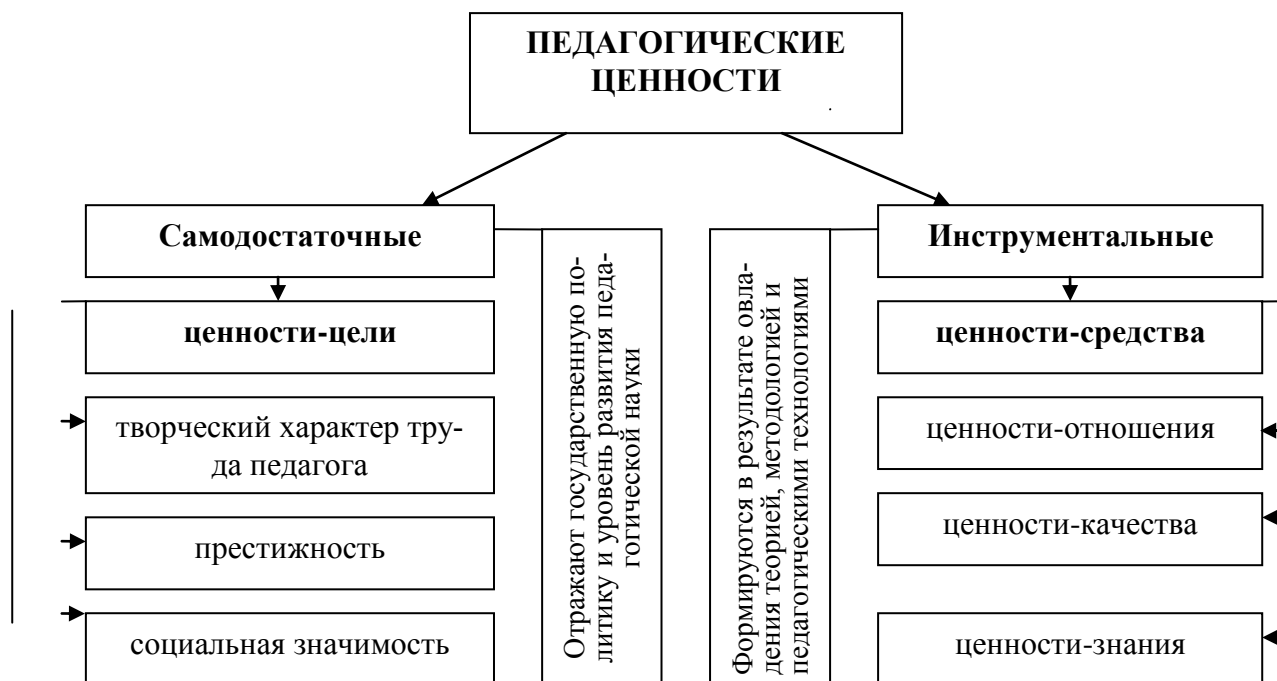 ПЕДАГОГИЧЕСКИЕ
ЦЕННОСТИ
Самодостаточные
ценности-цели
творческий характер тру-
да педагога
престижность
социальная значимость
Отражают государственную по-
литику и уровень развития педа-
гогической науки
Формируются в результате овла-
дения теорией, методологией и
педагогическими технологиями
Инструментальные
ценности-средства
ценности-отношения
ценности-качества
ценности-знания